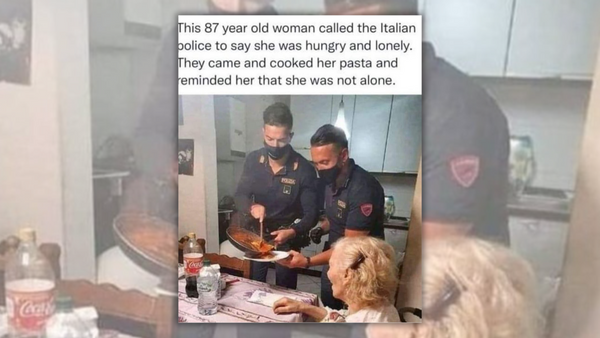 This 87 year old woman called the Italian
police to say she was hungry and lonely.
They came and cooked her pasta and
reminded her that she was not alone.
Coca-Cola